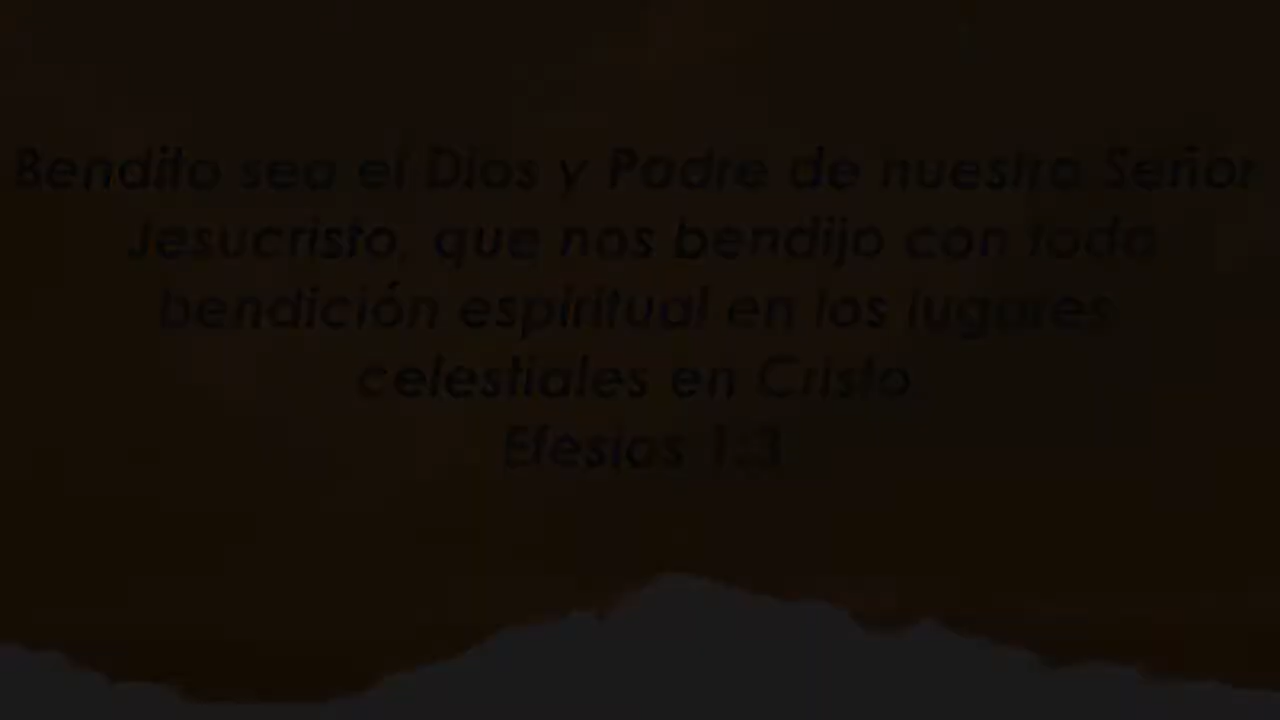 Bendito sea el Dios y Padre de nuestro Señor
Jesucristo, que nos bendijo con toda
bendición espiritual en los lugares
celestiales en Cristo
Efesios 1:3